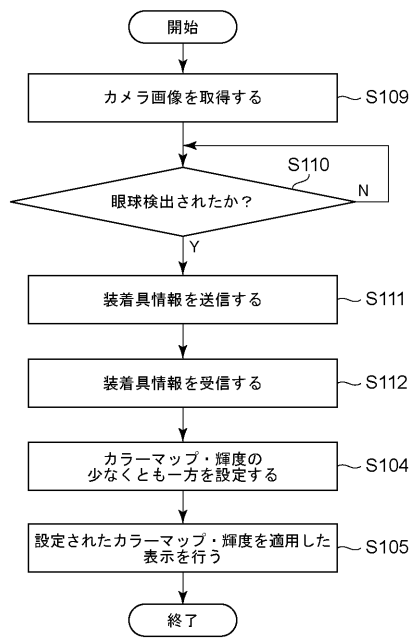 開始
カメラ画像を取得する
S109
S110
眼球検出されたか？
N
Y
装着具情報を送信する
S111
装着具情報を受信する
S112
カラーマップ・輝度の
少なくとも一方を設定する
S104
設定されたカラーマップ・輝度を適用した
表示を行う
S105
終了